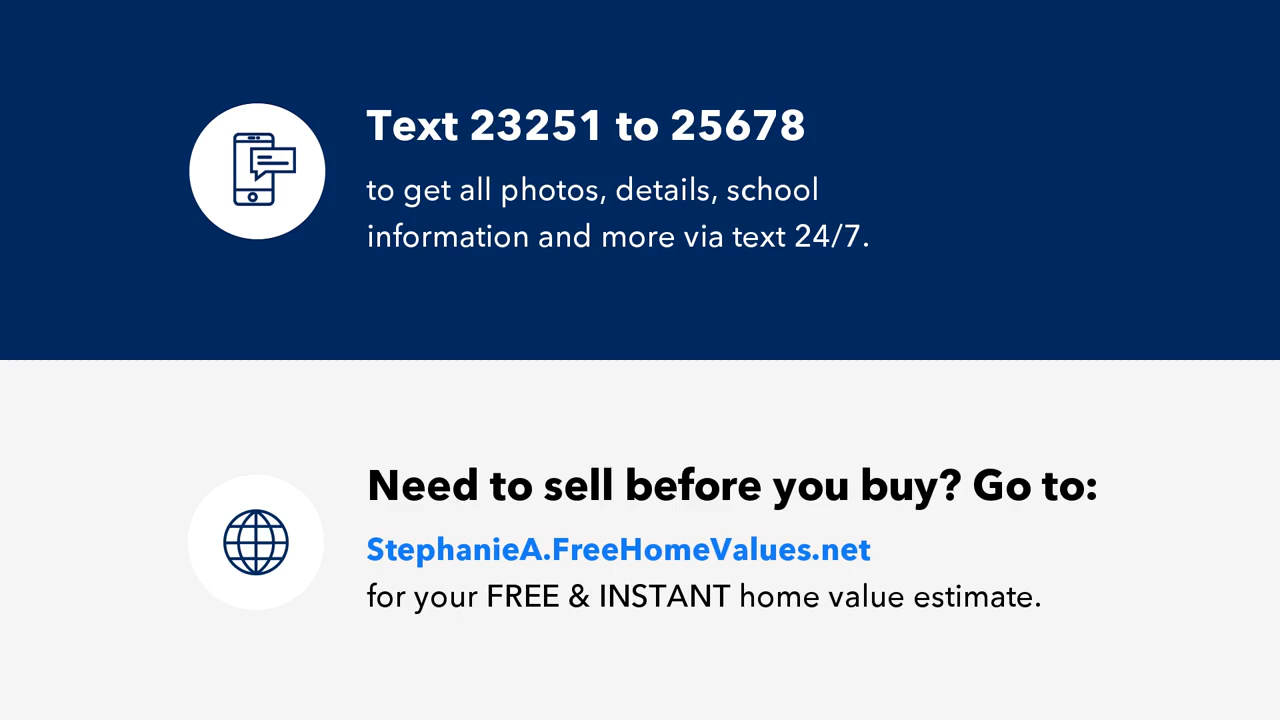 Text 23251 to 25678
to get all photos, details, school
information and more via text 24/7.
Need to sell before you buy? Go to:
StephanieA.FreeHomeValues.net
for your FREE & INSTANT home value estimate.